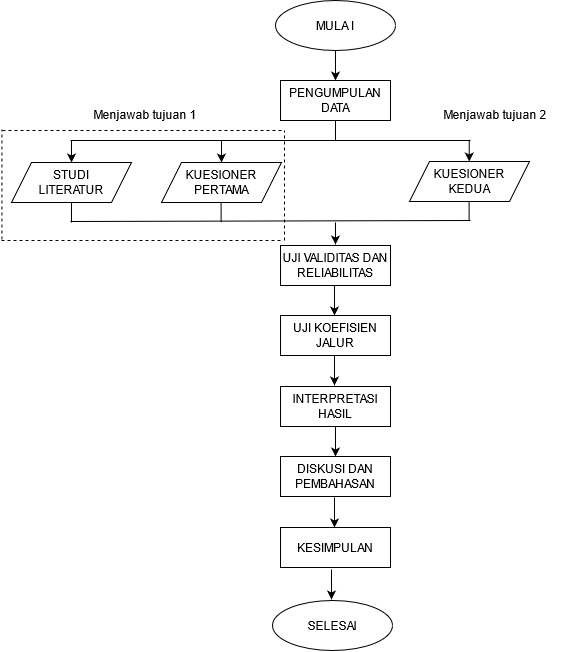 MULAI
PENGUMPULAN
DATA
Menjawab tujuan 1
Menjawab tujuan 2
STUDI
LITERATUR
KUESIONER
PERTAMA
KUESIONER
KEDUA
UJI VALIDITAS DAN
RELIABILITAS
UJI KOEFISIEN
JALUR
INTERPRETASI
HASIL
DISKUSI DAN
PEMBAHASAN
KESIMPULAN
SELESAI